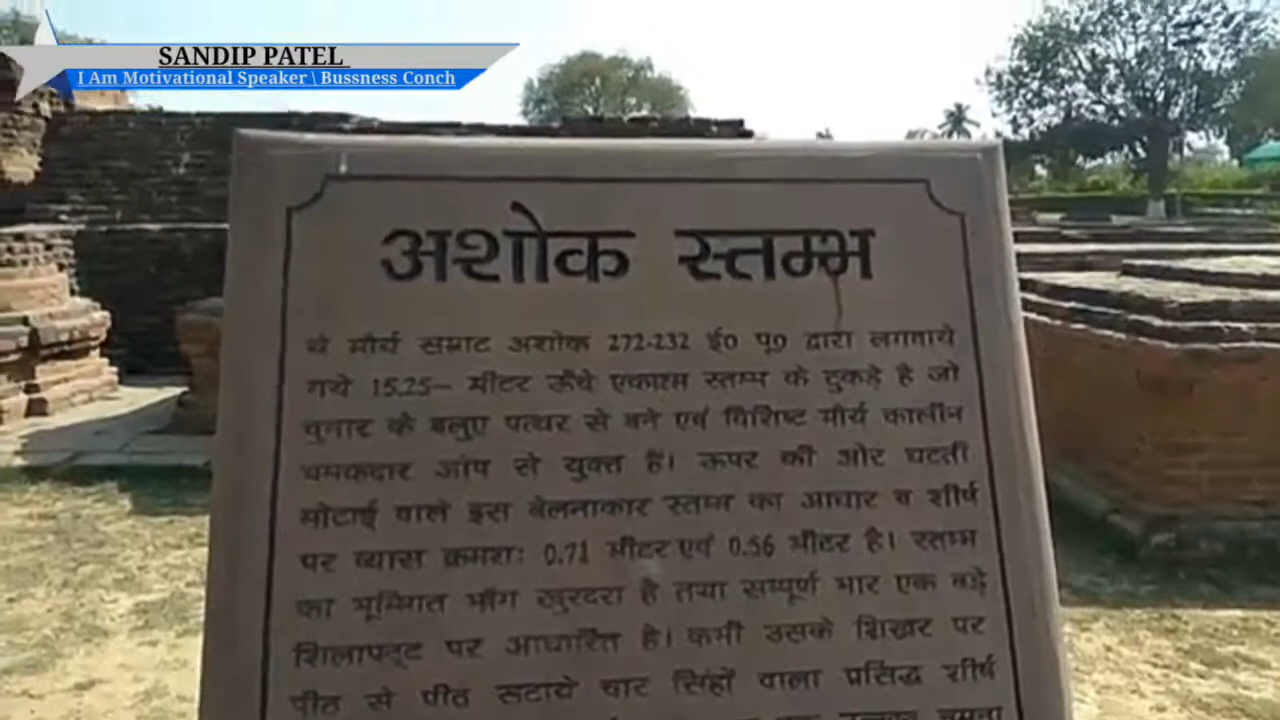 SANDIP PATEL
I Am Motivational Speaker \ Bussness Conch
अशोक स्तम्भ
ये मौर्य सम्राट अशोक 272-232 ई० पू० द्वारा लगवाये
गये 15.25– मीटर ऊँचे एकाश्म स्तम्भ के टुकड़े है जो
चुनार के बलुए पत्थर से बने एवं विशिष्ट मौर्य कालीन
चमकदार ओप से युक्त हैं। ऊपर की ओर घटती
मोटाई वाले इस बेलनाकार स्तम्भ का आधार व शीर्ष
पर व्यास क्रमशः 0.71 मीटर एवं 0.56 मीटर है। स्तम्भ
का भूमिगत भाग खुरदरा है तथा सम्पूर्ण भार एक बड़े
शिलापट्ट पर आधारित है। कभी उसके शिखर पर
पीठ से पीठ सटाये चार सिंहों वाला प्रसिद्ध शीर्ष